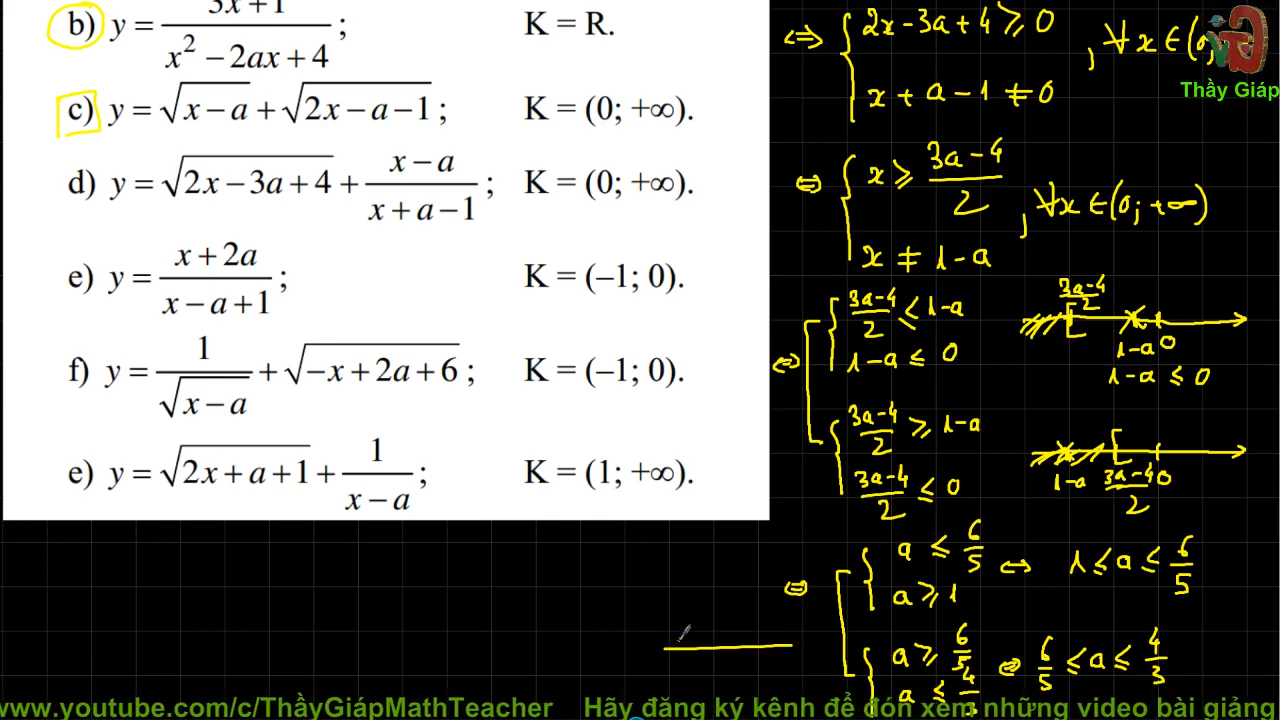 b) y = (3x + 1)/(x² − 2ax + 4) ; K = R.
c) y = √(x − a) + √(2x − a − 1) ; K = (0; +∞).
d) y = √(2x − 3a + 4) + (x − a)/(x + a − 1) ; K = (0; +∞).
e) y = (x + 2a)/(x − a + 1) ; K = (–1; 0).
f) y = 1/√(x − a) + √(−x + 2a + 6) ; K = (–1; 0).
e) y = √(2x + a + 1) + 1/(x − a) ; K = (1; +∞).
⇔ { 2x - 3a + 4 ≥ 0
x + a - 1 ≠ 0
, ∀x ∈ (0;
Thầy Giáp
⇔ { x ≥ (3a - 4)/2
x ≠ 1 - a
, ∀x ∈ (0; +∞)
⇔ [ { (3a-4)/2 ≤ 1-a
1-a ≤ 0
{ (3a-4)/2 ≥ 1-a
(3a-4)/2 ≤ 0
(3a-4)/2
[
1-a 0
1-a ≤ 0
[
1-a (3a-4)/2 0
⇔ [ { a ≤ 6/5
a ≥ 1
⇔ 1 ≤ a ≤ 6/5
{ a ≥ 6/5
a ≤ 4/3
⇔ 6/5 ≤ a ≤ 4/3
www.youtube.com/c/ThầyGiápMathTeacher Hãy đăng ký kênh để đón xem những video bài giảng